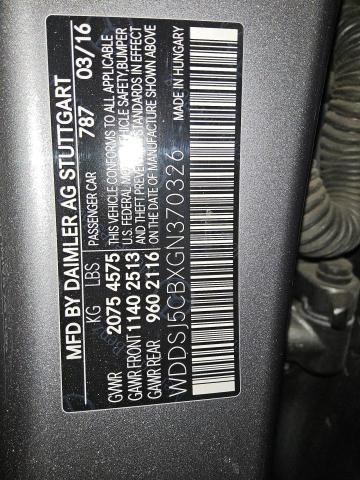 MFD BY DAIMLER AG STUTTGART
KG LBS PASSENGER CAR 787 03/16
GVWR 2075 4575 THIS VEHICLE CONFORMS TO ALL APPLICABLE
U.S. FEDERAL MOTOR VEHICLE SAFETY, BUMPER
GAWR FRONT 1140 2513 AND THEFT PREVENTION STANDARDS IN EFFECT
GAWR REAR 960 2116 ON THE DATE OF MANUFACTURE SHOWN ABOVE
WDDSJ5CBXGN370326 MADE IN HUNGARY